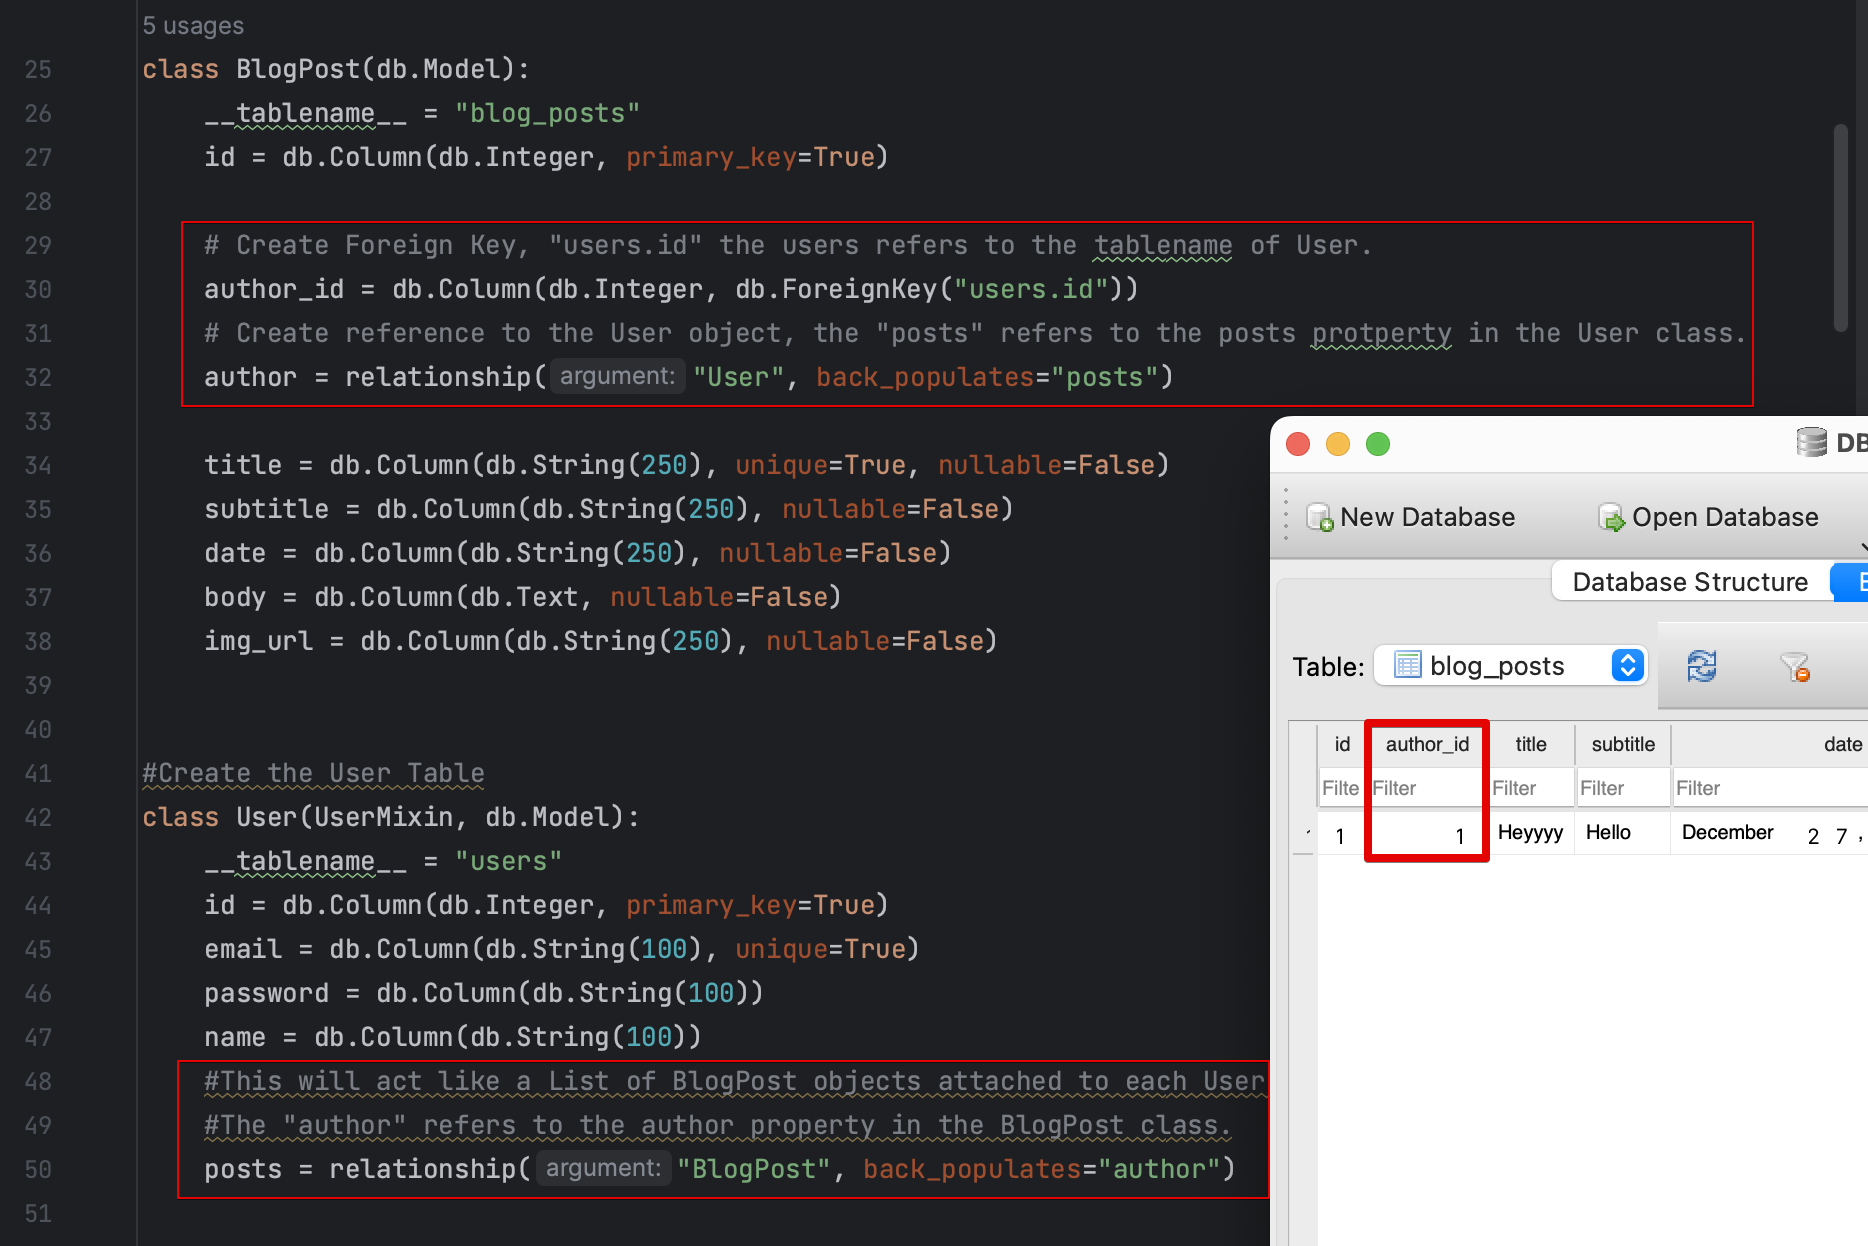 5 usages
25 class BlogPost(db.Model):
26 __tablename__ = "blog_posts"
27 id = db.Column(db.Integer, primary_key=True)
28
29 # Create Foreign Key, "users.id" the users refers to the tablename of User.
30 author_id = db.Column(db.Integer, db.ForeignKey("users.id"))
31 # Create reference to the User object, the "posts" refers to the posts protperty in the User class.
32 author = relationship( argument: "User", back_populates="posts")
33
34 title = db.Column(db.String(250), unique=True, nullable=False)
35 subtitle = db.Column(db.String(250), nullable=False)
36 date = db.Column(db.String(250), nullable=False)
37 body = db.Column(db.Text, nullable=False)
38 img_url = db.Column(db.String(250), nullable=False)
39
40
41 #Create the User Table
42 class User(UserMixin, db.Model):
43 __tablename__ = "users"
44 id = db.Column(db.Integer, primary_key=True)
45 email = db.Column(db.String(100), unique=True)
46 password = db.Column(db.String(100))
47 name = db.Column(db.String(100))
48 #This will act like a List of BlogPost objects attached to each User
49 #The "author" refers to the author property in the BlogPost class.
50 posts = relationship( argument: "BlogPost", back_populates="author")
51
DB
New Database Open Database
Database Structure
Table: blog_posts
id author_id title subtitle date
Filte Filter Filter Filter Filter
1 1 Heyyyy Hello December 27,